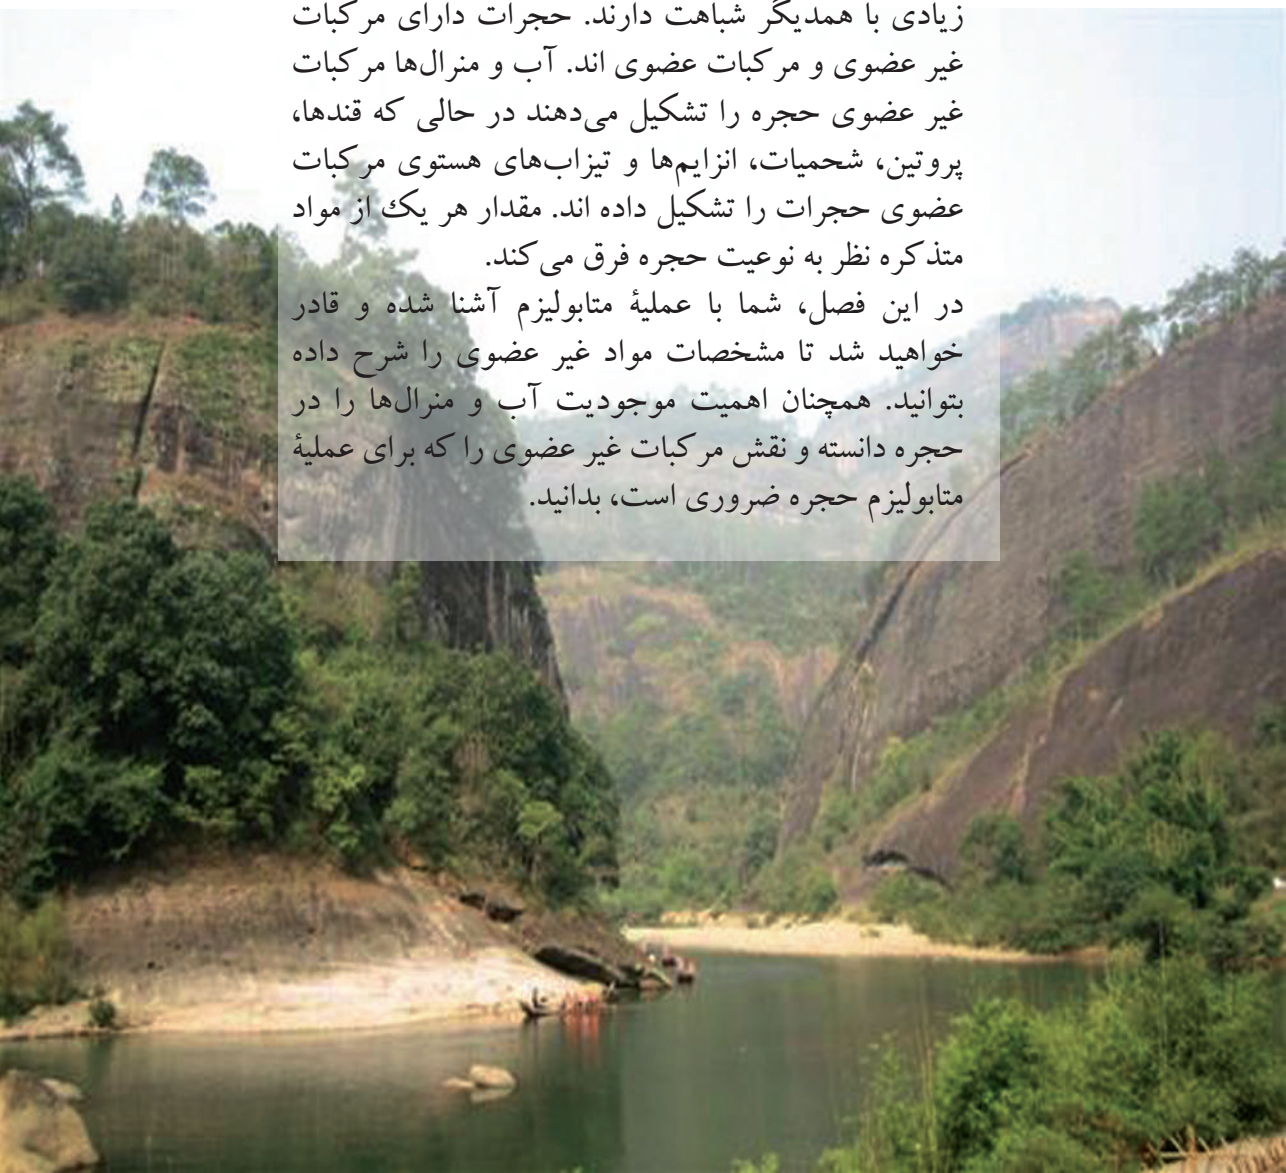 زیادی با همدیگر شباهت دارند. حجرات دارای مرکبات
غیر عضوی و مرکبات عضوی اند. آب و منرال‌ها مرکبات
غیر عضوی حجره را تشکیل می‌دهند در حالی که قندها،
پروتین، شحمیات، انزایم‌ها و تیزاب‌های هستوی مرکبات
عضوی حجرات را تشکیل داده اند. مقدار هر یک از مواد
متذکره نظر به نوعیت حجره فرق می‌کند.
در این فصل، شما با عملیۀ متابولیزم آشنا شده و قادر
خواهید شد تا مشخصات مواد غیر عضوی را شرح داده
بتوانید. همچنان اهمیت موجودیت آب و منرال‌ها را در
حجره دانسته و نقش مرکبات غیر عضوی را که برای عملیۀ
متابولیزم حجره ضروری است، بدانید.